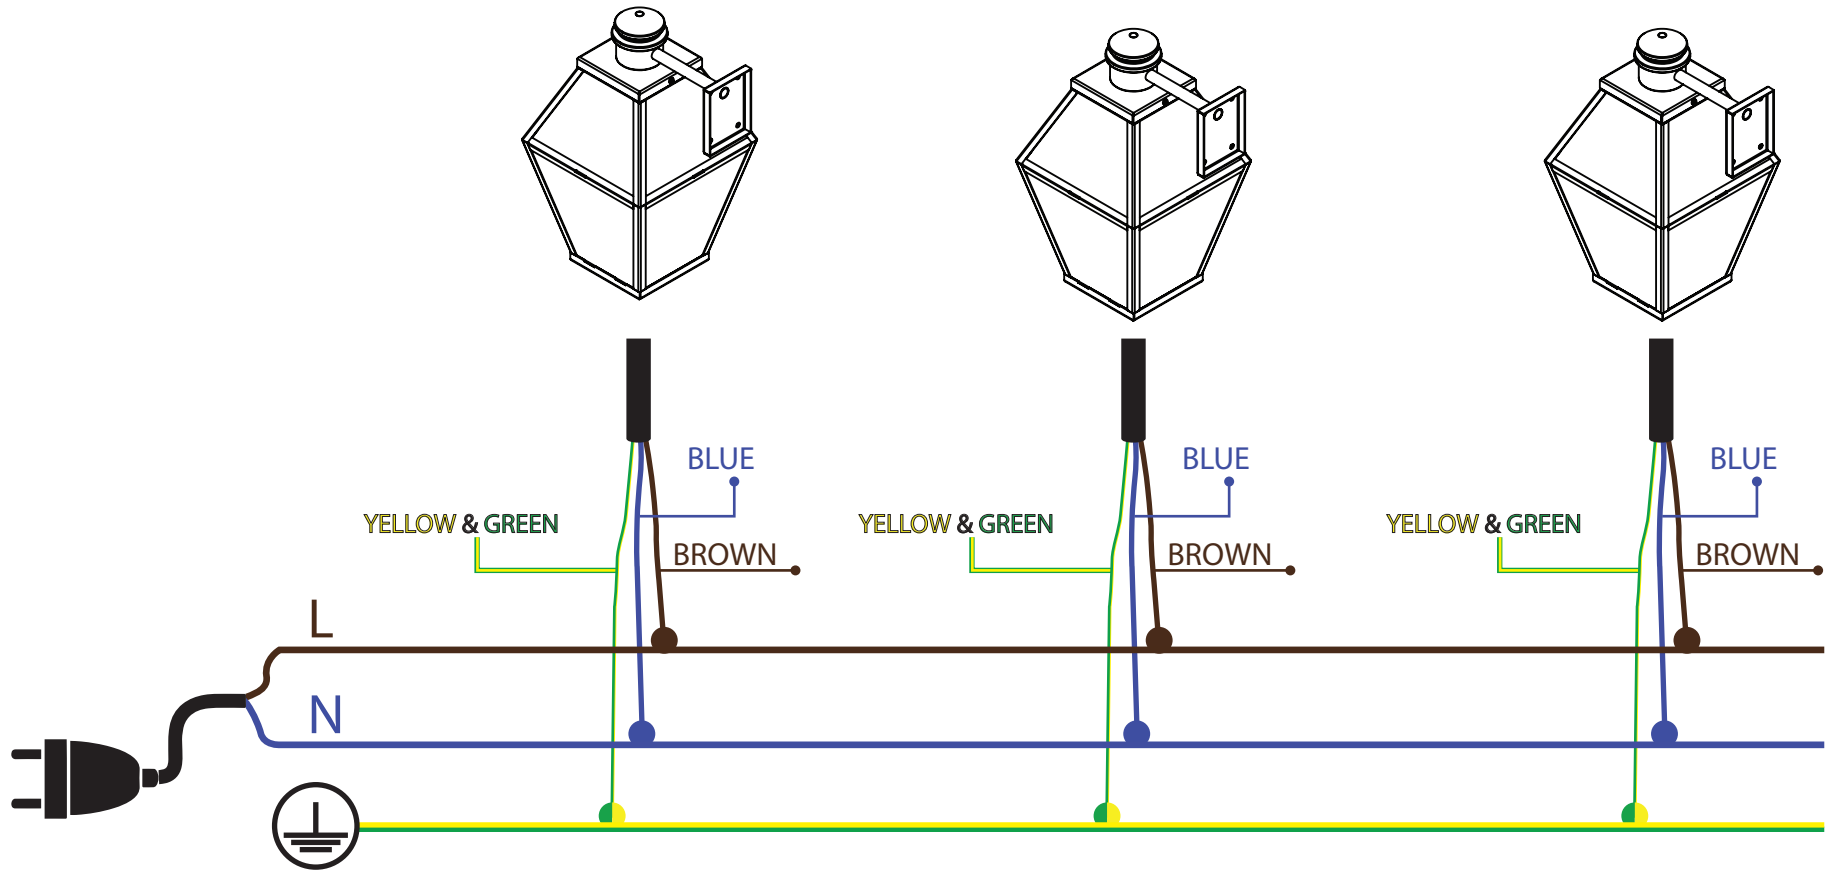 BLUE
YELLOW & GREEN
BROWN
BLUE
YELLOW & GREEN
BROWN
BLUE
YELLOW & GREEN
BROWN
L
N